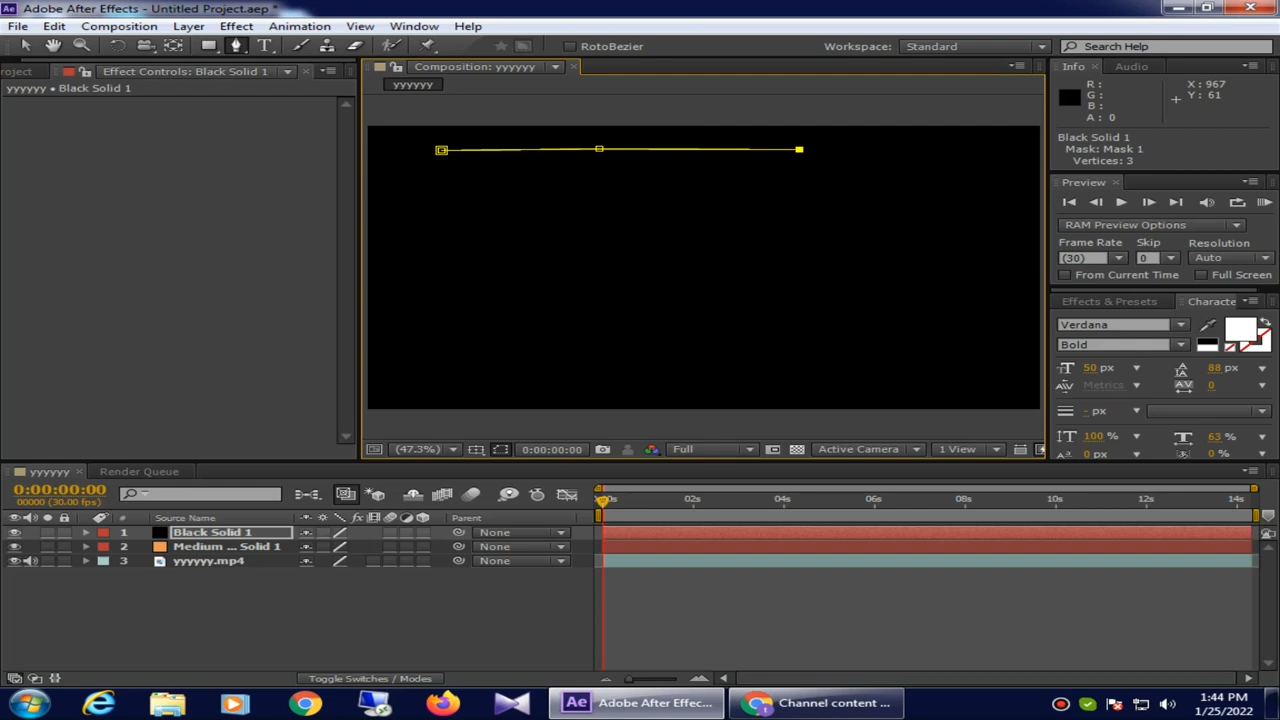 Ae Adobe After Effects - Untitled Project.aep *
File Edit Composition Layer Effect Animation View Window Help
RotoBezier Workspace: Standard Search Help
roject Effect Controls: Black Solid 1 Composition: yyyyyy Info Audio
yyyyyy • Black Solid 1 yyyyyy
R : X : 967
G : Y : 61
B :
A : 0
Black Solid 1
Mask: Mask 1
Vertices: 3
Preview
RAM Preview Options
Frame Rate Skip Resolution
(30) 0 Auto
From Current Time Full Screen
Effects & Presets Characte
Verdana
Bold
50 px 88 px
Metrics 0
- px
100 % 63 %
0 px 0 %
(47.3%) 0:00:00:00 Full Active Camera 1 View
yyyyyy Render Queue
0:00:00:00
00000 (30.00 fps)
00s 02s 04s 06s 08s 10s 12s 14s
# Source Name fx Parent
1 Black Solid 1 None
2 Medium ... Solid 1 None
3 yyyyyy.mp4 None
Toggle Switches / Modes
Ae Adobe After Effec... Channel content ...
1:44 PM
1/25/2022